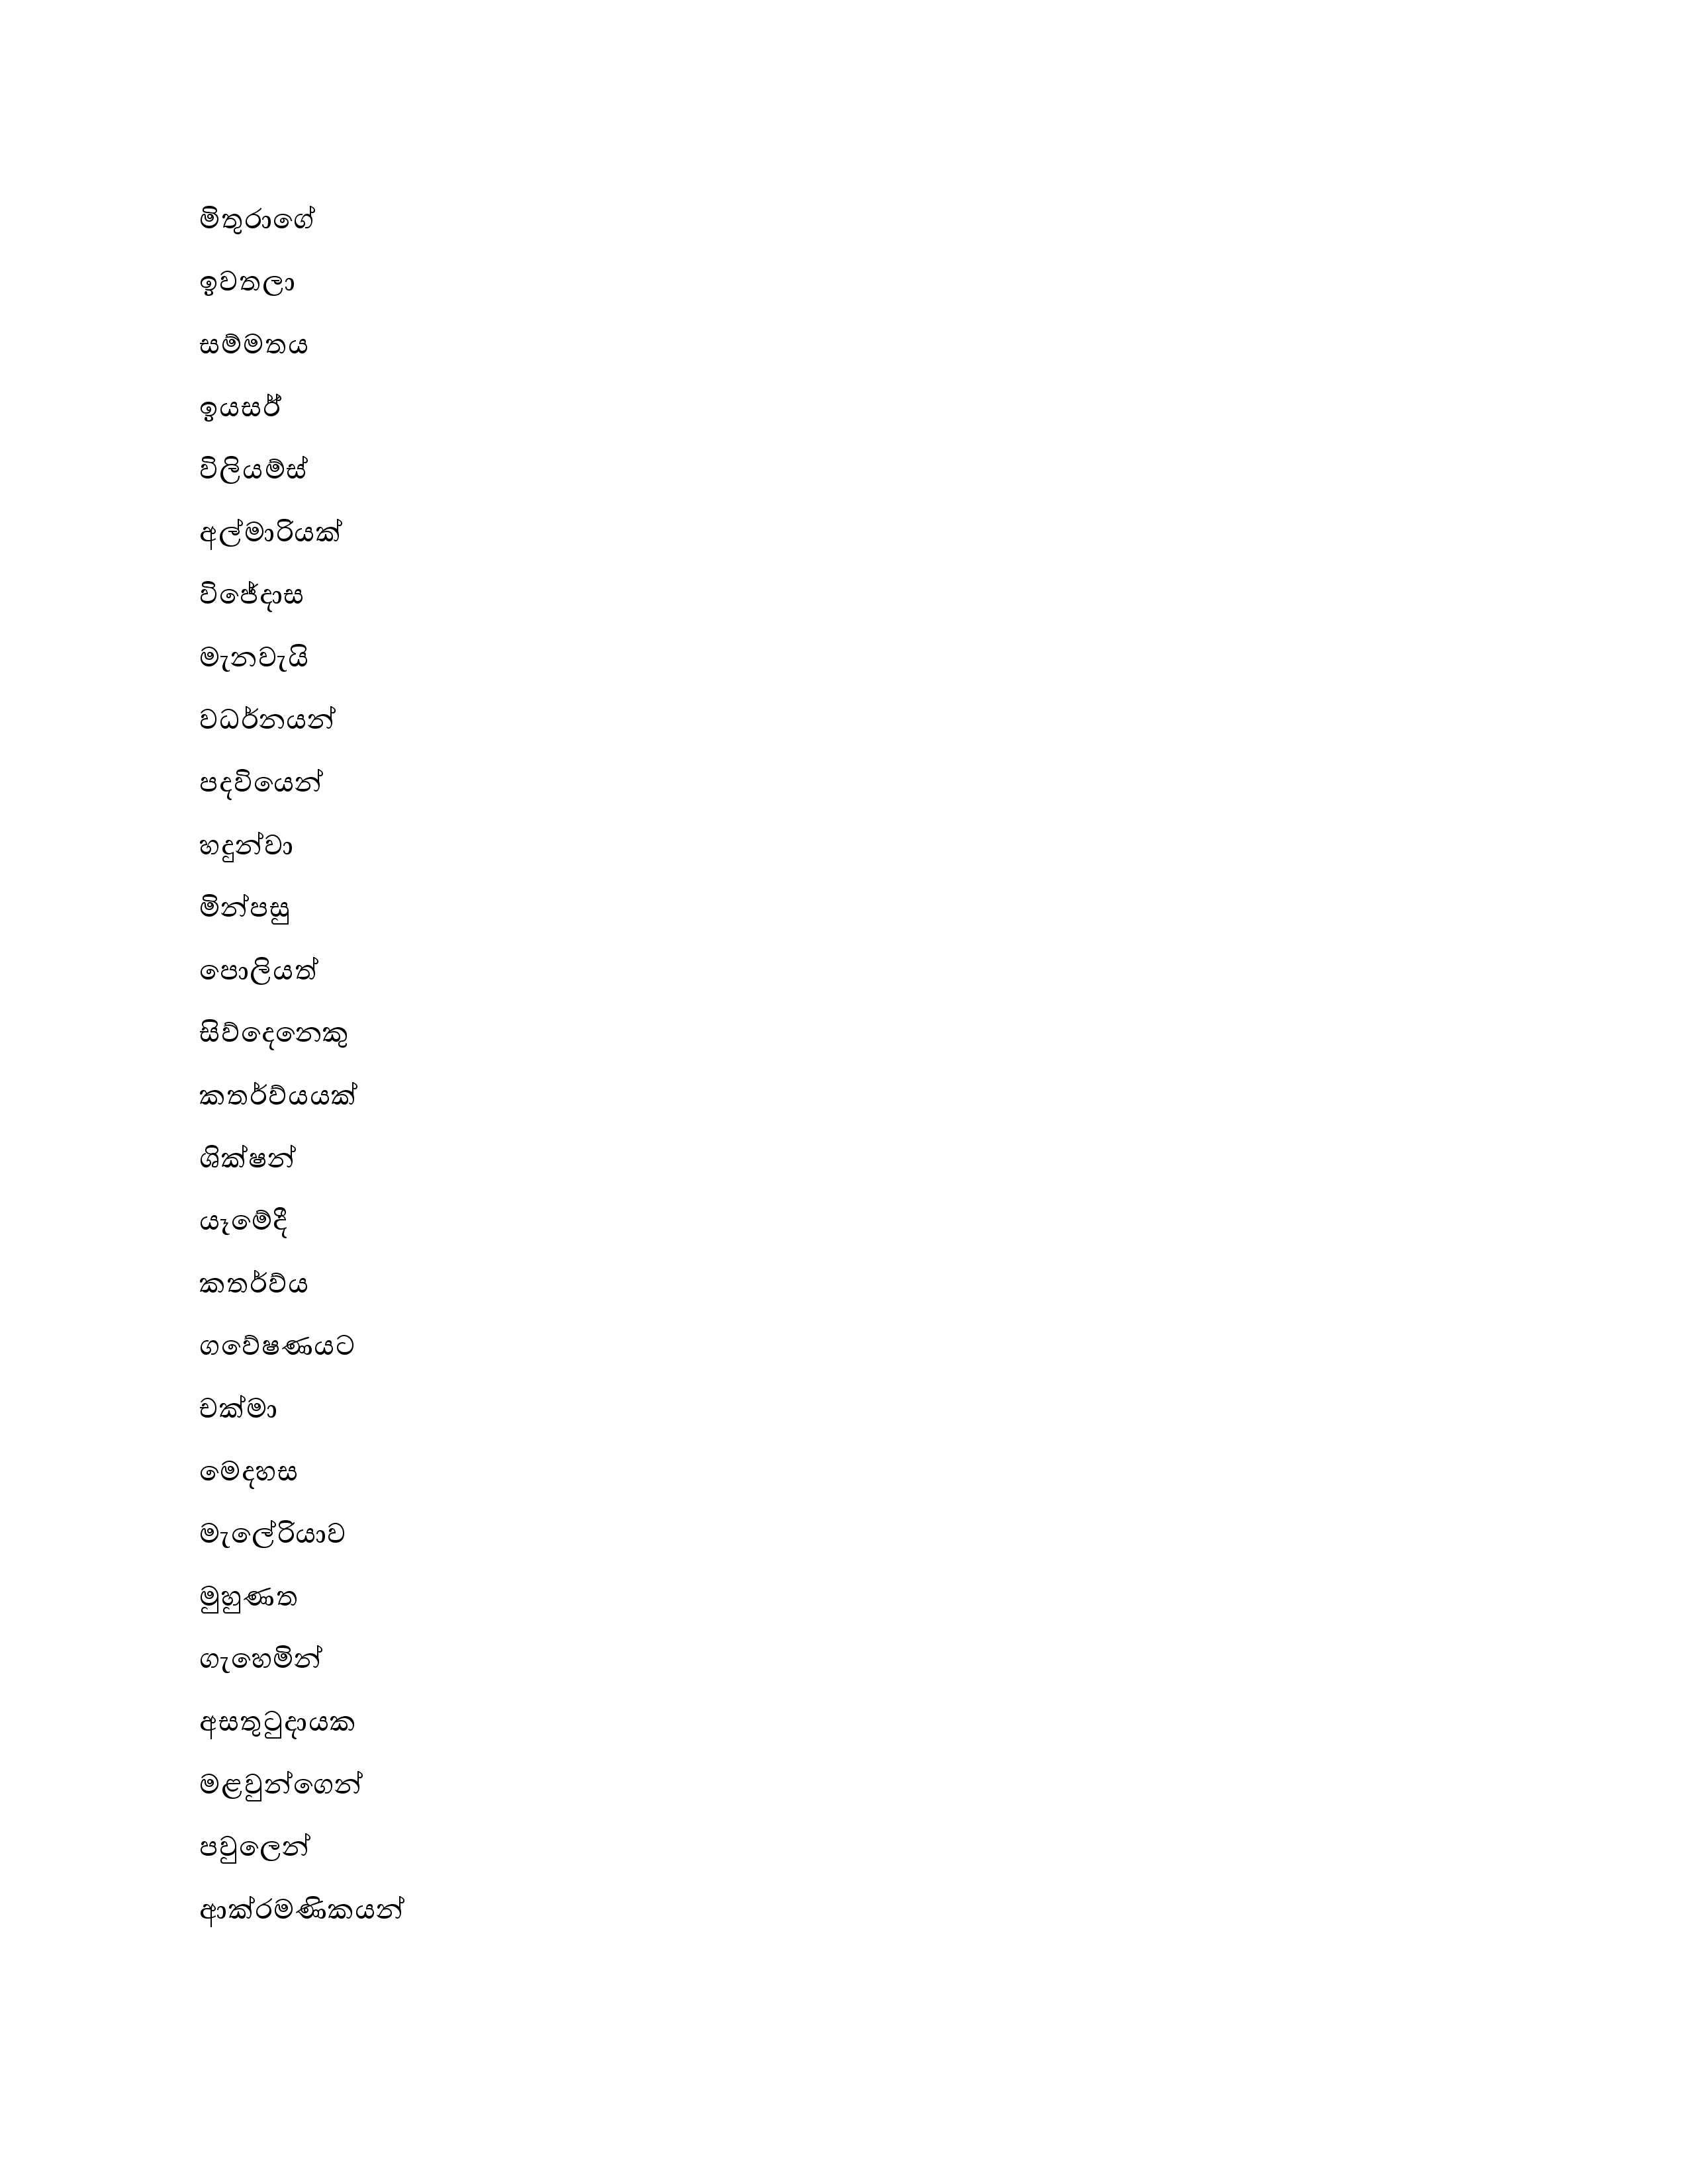 මිතුරාගේ
ඉවතලා
සම්මතය
ඉයසර්
විලියම්ස්
අල්මාරියක්
විජේදාස
මැනවැයි
වධර්නයන්
පදවියෙන්
හදුන්වා
මින්පසු
පොලියත්
සිව්දෙනෙකු
කතර්ව්යයක්
ශික්ෂන්
යෑමේදී
කතර්ව්ය
ගවේෂණයට
චක්මා
මෙදහස
මැලේරියාව
මුහුණත
ගැහෙමින්
අසතුටුදායක
මළවුන්ගෙන්
පවුලෙන්
ආක්රමණිකයන්